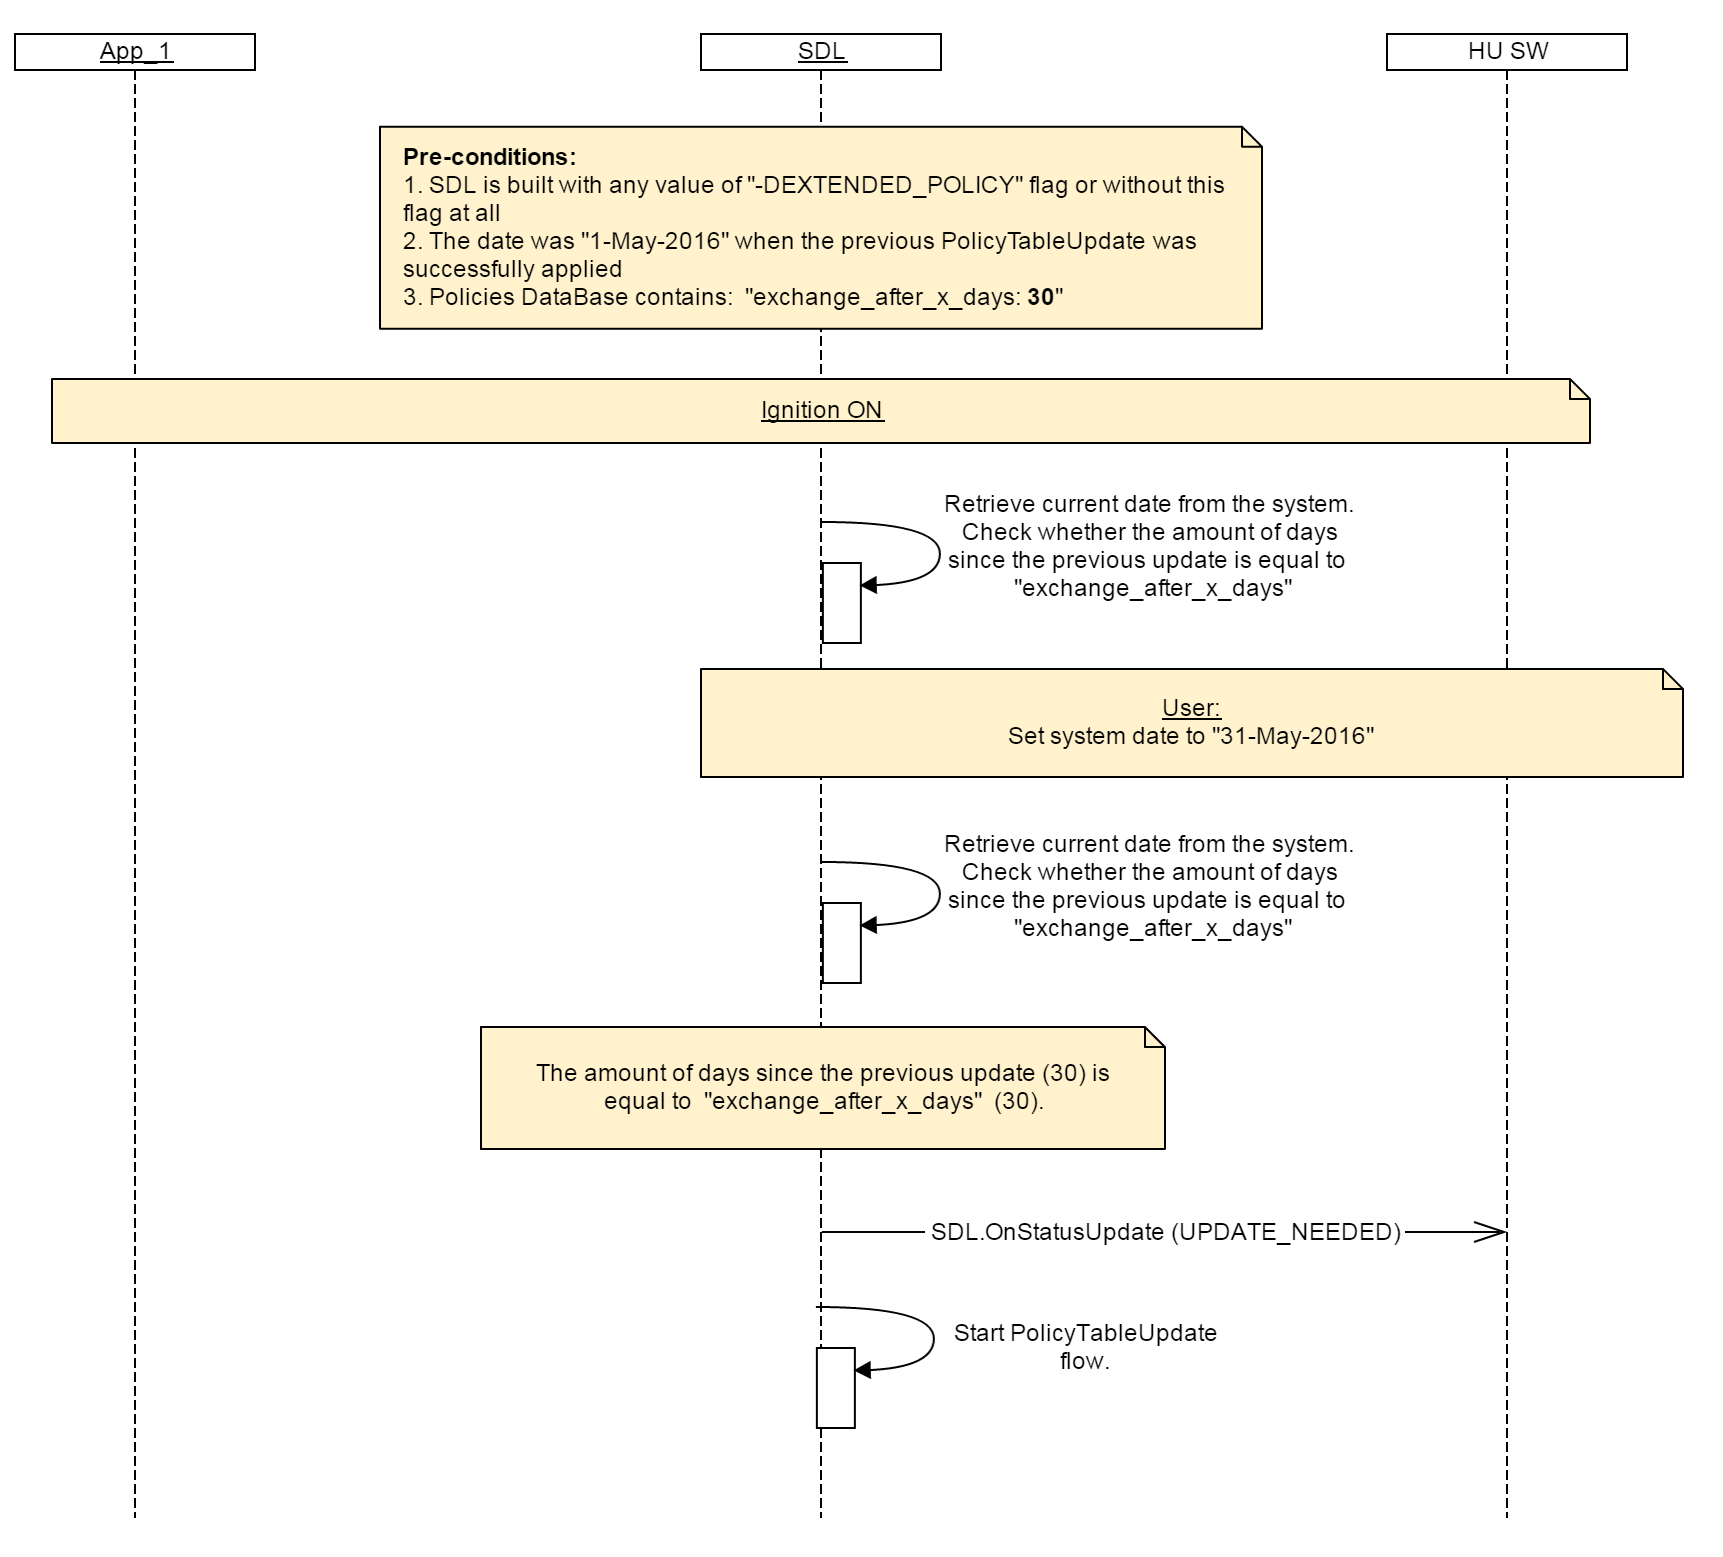 App_1
SDL
HU SW
Pre-conditions:
1. SDL is built with any value of "-DEXTENDED_POLICY" flag or without this
flag at all
2. The date was "1-May-2016" when the previous PolicyTableUpdate was
successfully applied
3. Policies DataBase contains:  "exchange_after_x_days: 30"
Ignition ON
Retrieve current date from the system.
Check whether the amount of days
since the previous update is equal to
"exchange_after_x_days"
User:
Set system date to "31-May-2016"
Retrieve current date from the system.
Check whether the amount of days
since the previous update is equal to
"exchange_after_x_days"
The amount of days since the previous update (30) is
equal to  "exchange_after_x_days"  (30).
SDL.OnStatusUpdate (UPDATE_NEEDED)
Start PolicyTableUpdate
flow.